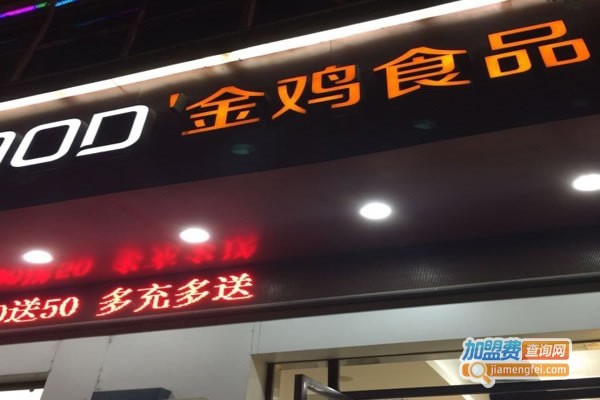 OOD 金鸡食品
0送50 多充多送
加盟费查询网
jiamengfei.com